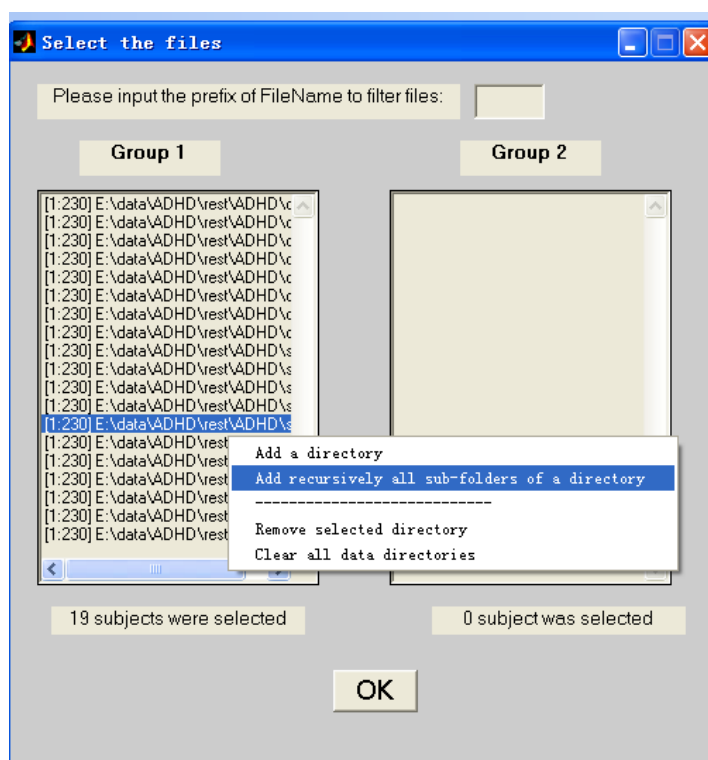 Select the files
Please input the prefix of FileName to filter files:
Group 1
Group 2
[1:230] E:\data\ADHD\rest\ADHD\c
[1:230] E:\data\ADHD\rest\ADHD\c
[1:230] E:\data\ADHD\rest\ADHD\c
[1:230] E:\data\ADHD\rest\ADHD\c
[1:230] E:\data\ADHD\rest\ADHD\c
[1:230] E:\data\ADHD\rest\ADHD\c
[1:230] E:\data\ADHD\rest\ADHD\c
[1:230] E:\data\ADHD\rest\ADHD\c
[1:230] E:\data\ADHD\rest\ADHD\s
[1:230] E:\data\ADHD\rest\ADHD\s
[1:230] E:\data\ADHD\rest\ADHD\s
[1:230] E:\data\ADHD\rest\ADHD\s
[1:230] E:\data\ADHD\rest\ADHD\s
[1:230] E:\data\ADHD\rest
[1:230] E:\data\ADHD\rest
[1:230] E:\data\ADHD\rest
[1:230] E:\data\ADHD\rest
[1:230] E:\data\ADHD\rest
[1:230] E:\data\ADHD\rest
Add a directory
Add recursively all sub-folders of a directory
----------------------------
Remove selected directory
Clear all data directories
19 subjects were selected
0 subject was selected
OK